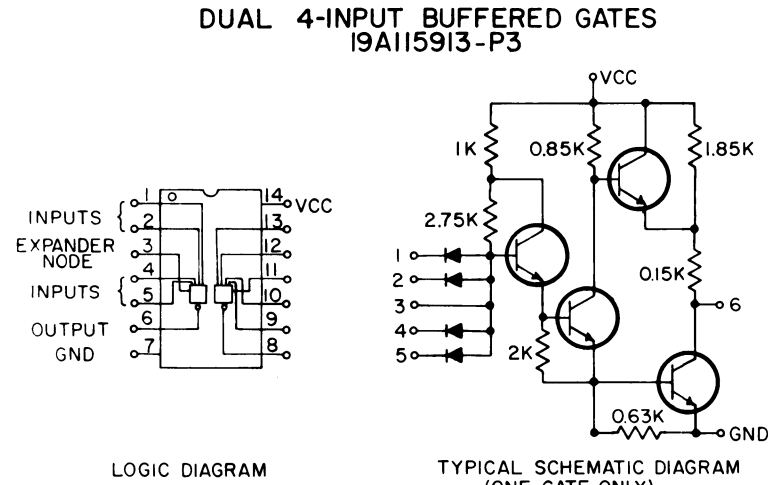 DUAL 4-INPUT BUFFERED GATES
19A115913-P3
VCC
1K
0.85K
1.85K
2.75K
1
2
3
4
5
0.15K
6
2K
0.63K
GND
1
14
VCC
INPUTS
2
13
EXPANDER
NODE
3
12
4
11
INPUTS
5
10
OUTPUT
6
9
GND
7
8
LOGIC DIAGRAM
TYPICAL SCHEMATIC DIAGRAM
(ONE GATE ONLY)